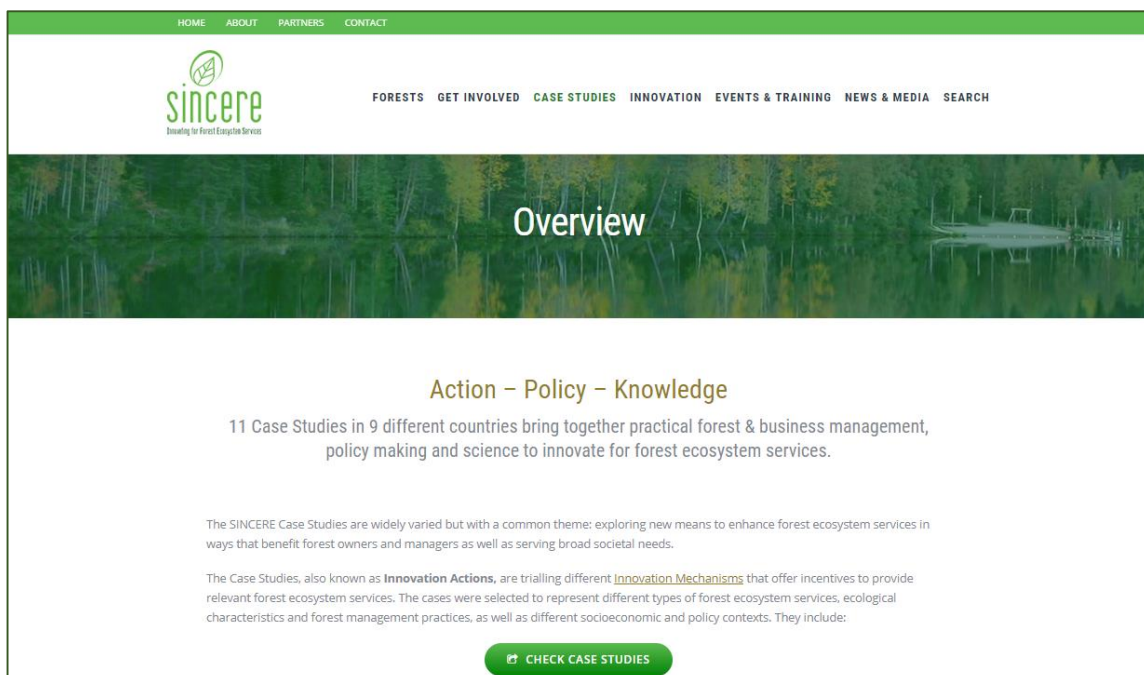 HOME ABOUT PARTNERS CONTACT
sincere
Innovating for Forest Ecosystem Services
FORESTS GET INVOLVED CASE STUDIES INNOVATION EVENTS & TRAINING NEWS & MEDIA SEARCH
Overview
Action – Policy – Knowledge
11 Case Studies in 9 different countries bring together practical forest & business management,
policy making and science to innovate for forest ecosystem services.
The SINCERE Case Studies are widely varied but with a common theme: exploring new means to enhance forest ecosystem services in
ways that benefit forest owners and managers as well as serving broad societal needs.
The Case Studies, also known as Innovation Actions, are trialling different Innovation Mechanisms that offer incentives to provide
relevant forest ecosystem services. The cases were selected to represent different types of forest ecosystem services, ecological
characteristics and forest management practices, as well as different socioeconomic and policy contexts. They include:
CHECK CASE STUDIES